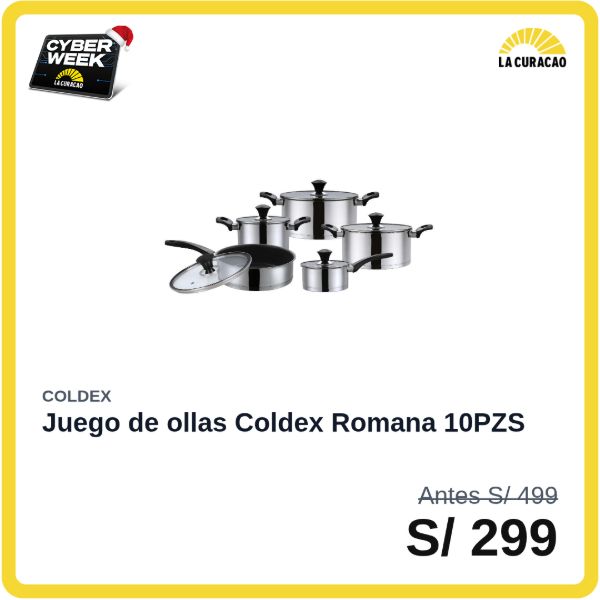 CYBER
WEEK
LA CURACAO
LA CURACAO
COLDEX
Juego de ollas Coldex Romana 10PZS
Antes S/ 499
S/ 299